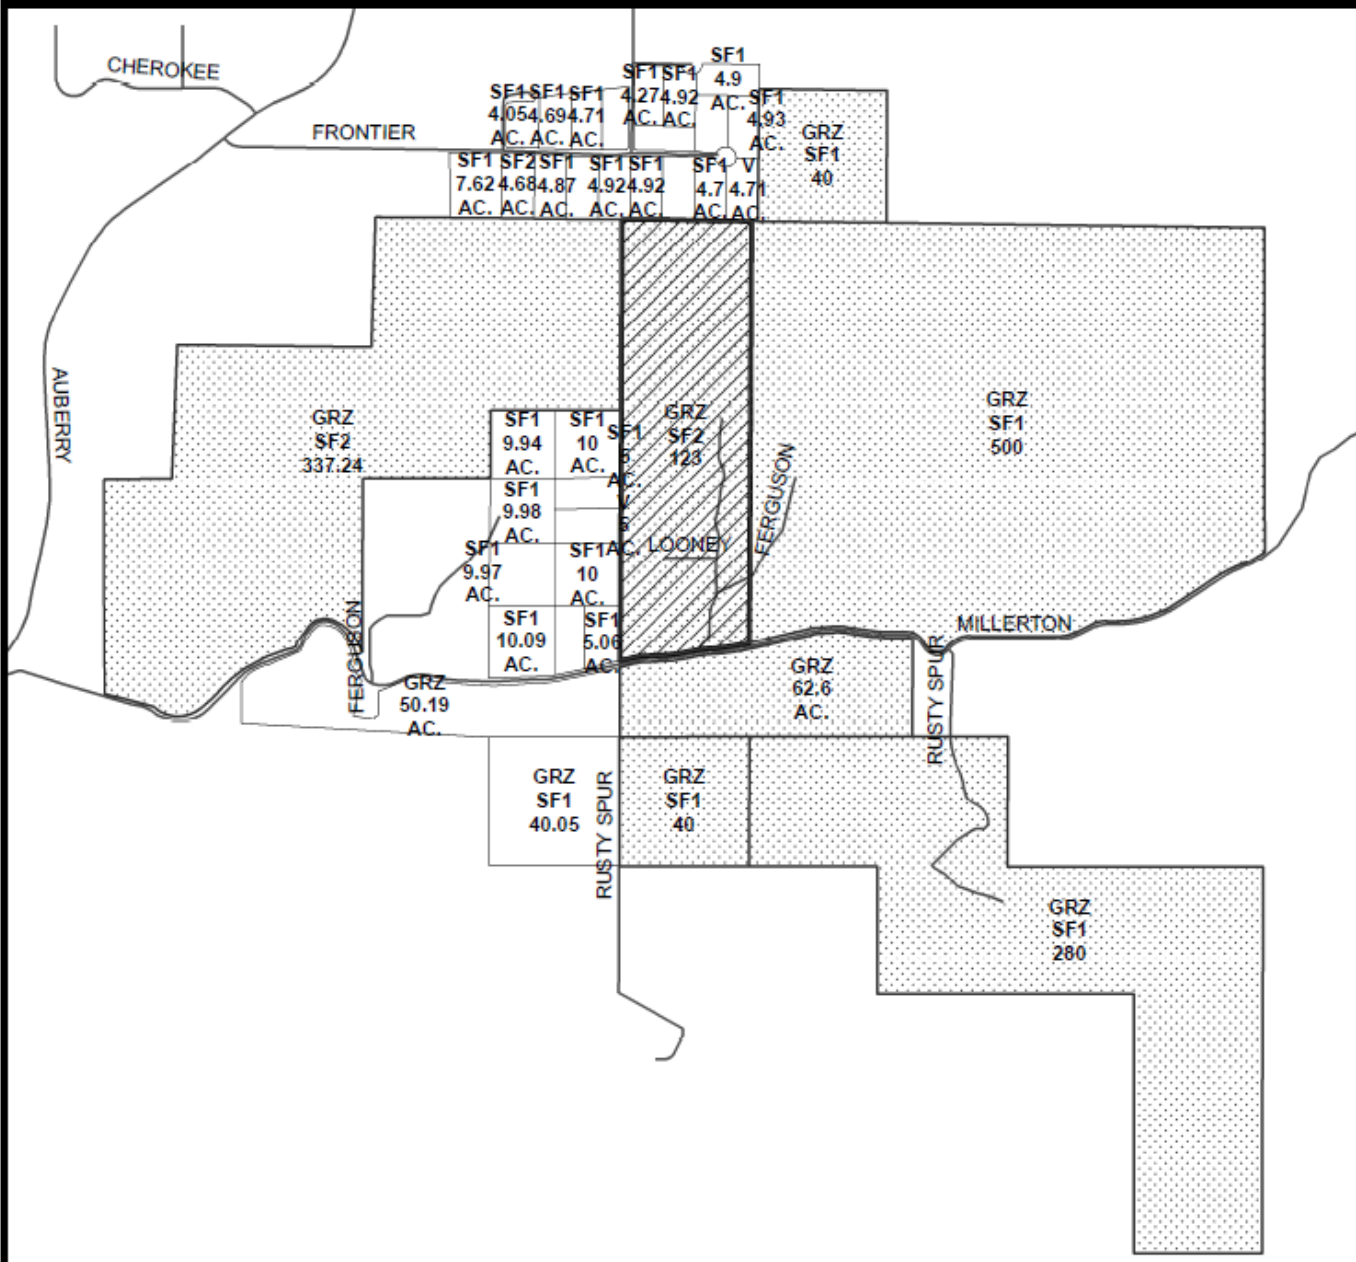 CHEROKEE
FRONTIER
SF1
4.05
AC.
SF1
4.69
AC.
SF1
4.71
AC.
SF1
4.27
AC.
SF1
4.92
AC.
SF1
4.9
AC.
SF1
4.93
AC.
GRZ
SF1
40
SF1
7.62
AC.
SF2
4.68
AC.
SF1
4.87
AC.
SF1
4.92
AC.
SF1
4.92
AC.
SF1
4.7
AC.
V
4.71
AC.
AUBERRY
GRZ
SF2
337.24
SF1
9.94
AC.
SF1
10
AC.
SF1
5
AC.
GRZ
SF2
123
GRZ
SF1
500
FERGUSON
SF1
9.98
AC.
V
5
AC.
LOONEY
SF1
9.97
AC.
SF1
10
AC.
SF1
10.09
AC.
SF1
5.06
AC.
FERGUSON
MILLERTON
GRZ
50.19
AC.
GRZ
62.6
AC.
RUSTY SPUR
GRZ
SF1
40.05
RUSTY SPUR
GRZ
SF1
40
GRZ
SF1
280